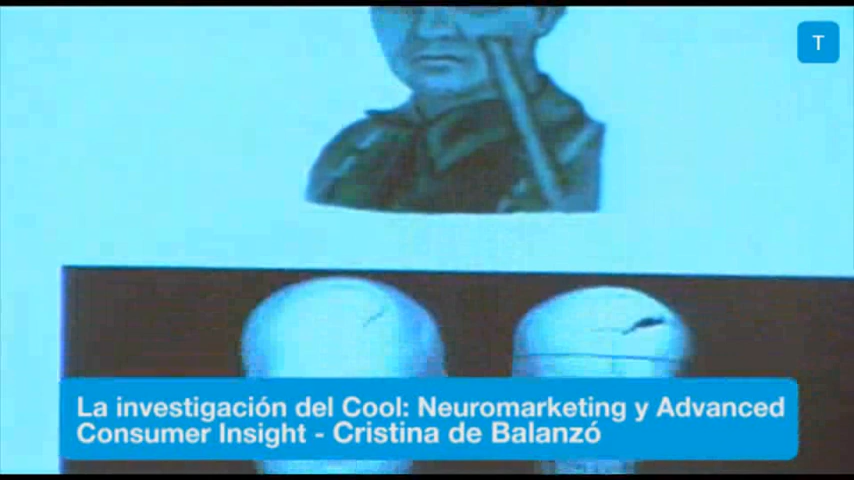 T
La investigación del Cool: Neuromarketing y Advanced
Consumer Insight - Cristina de Balanzó